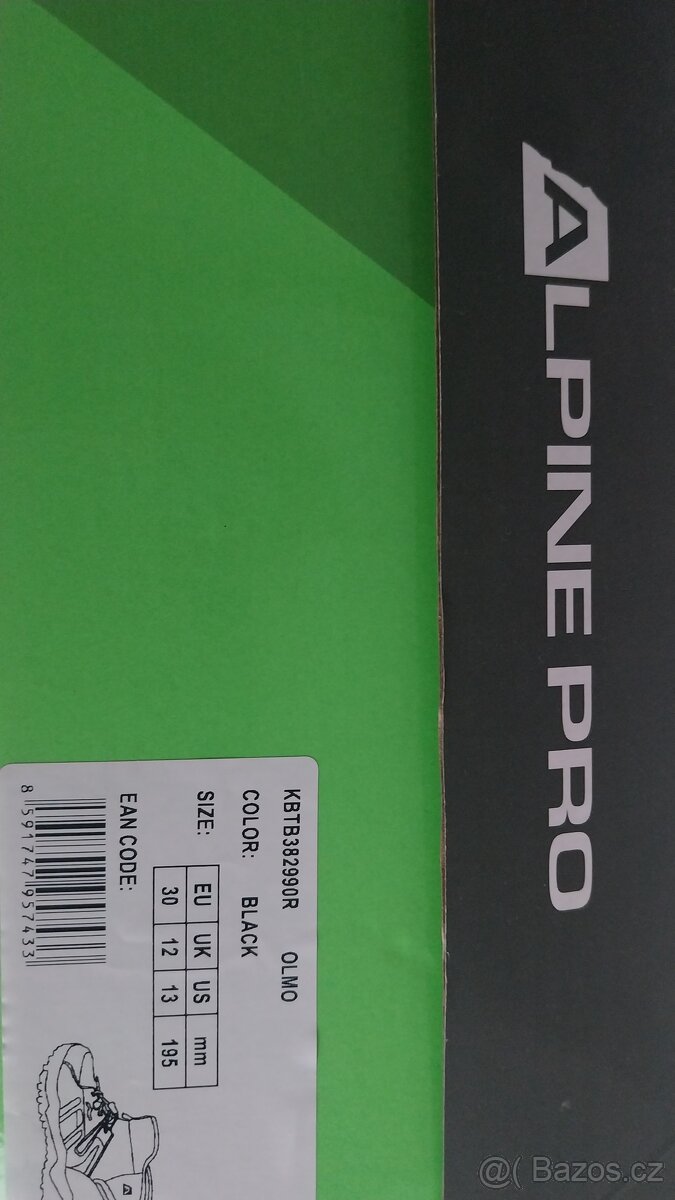 ALPINE PRO
KBTB382990R OLMO
COLOR: BLACK
SIZE:
EU UK US mm
30 12 13 195
EAN CODE:
8 591747 957433
@( Bazos.cz